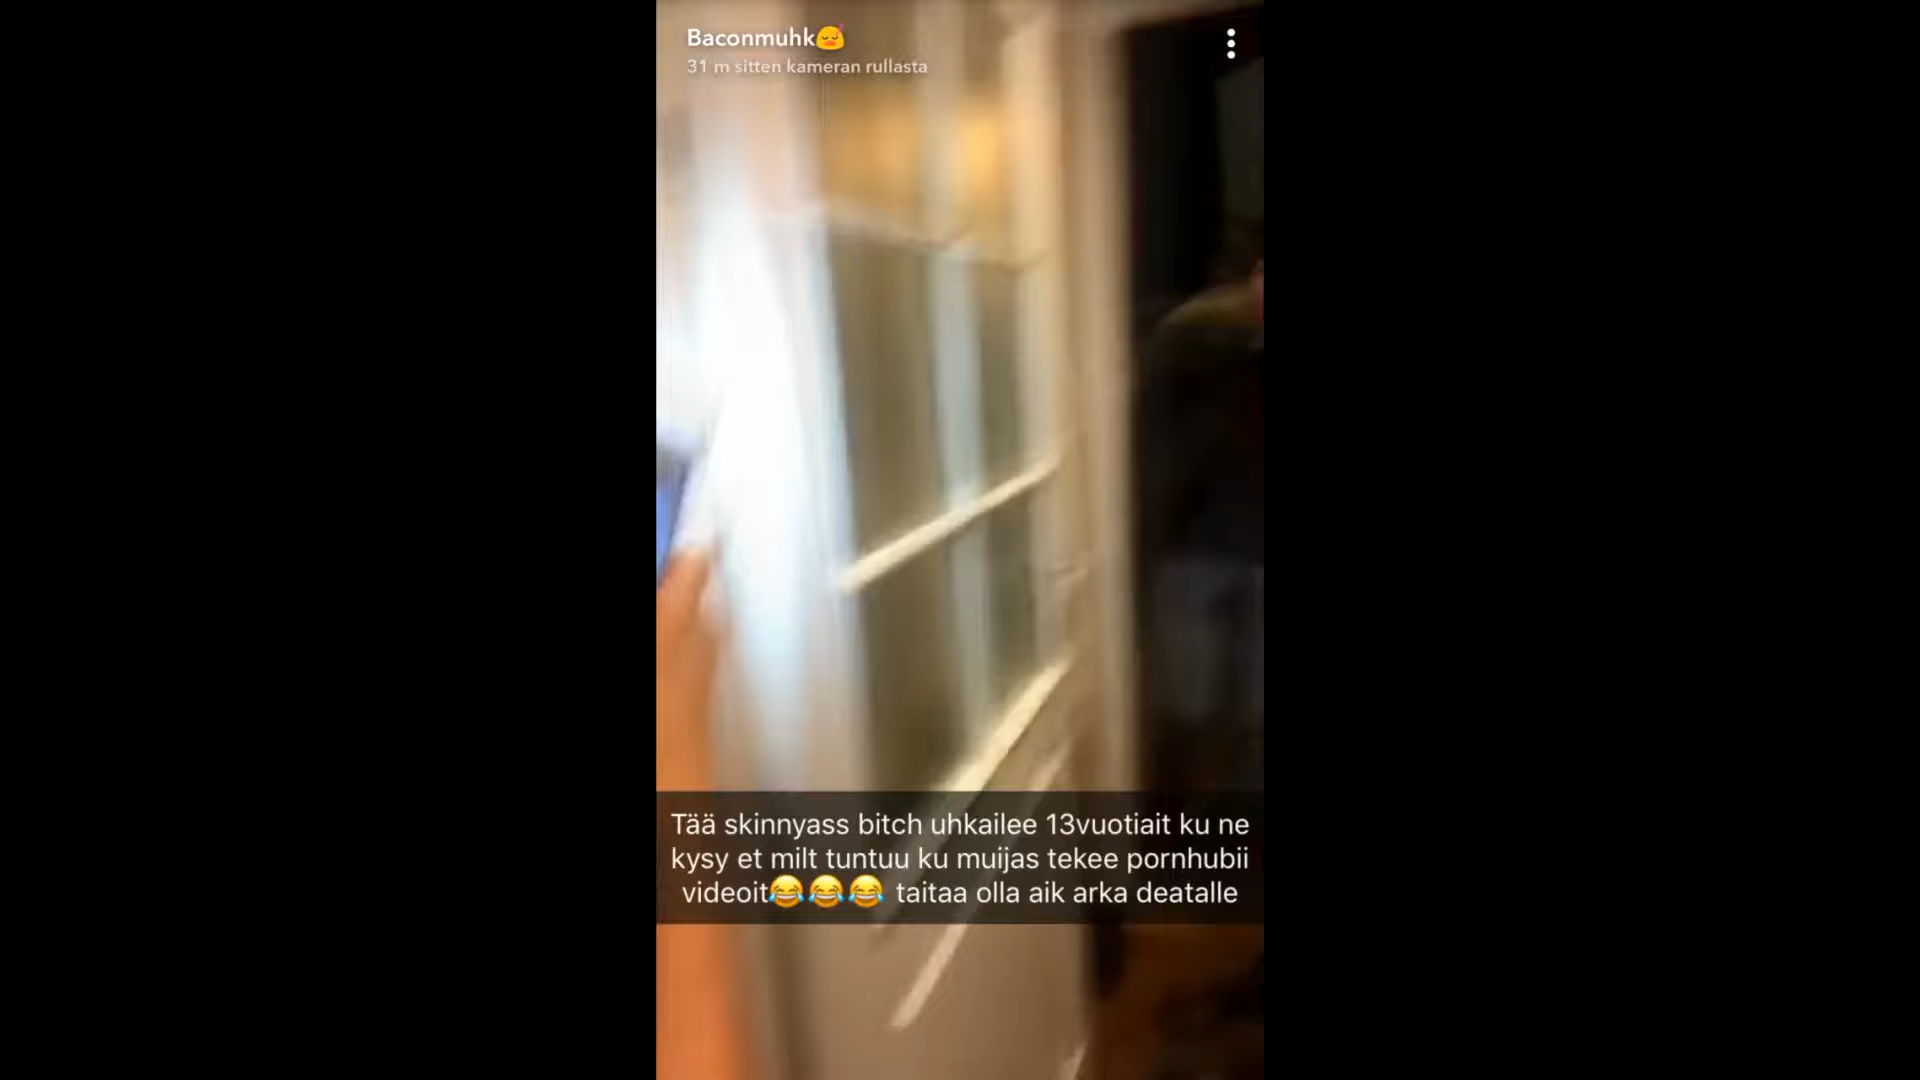 Baconmuhk🥴
31 m sitten kameran rullasta
Tää skinnyass bitch uhkailee 13vuotiait ku ne
kysy et milt tuntuu ku muijas tekee pornhubii
videoit😂😂😂 taitaa olla aik arka deatalle